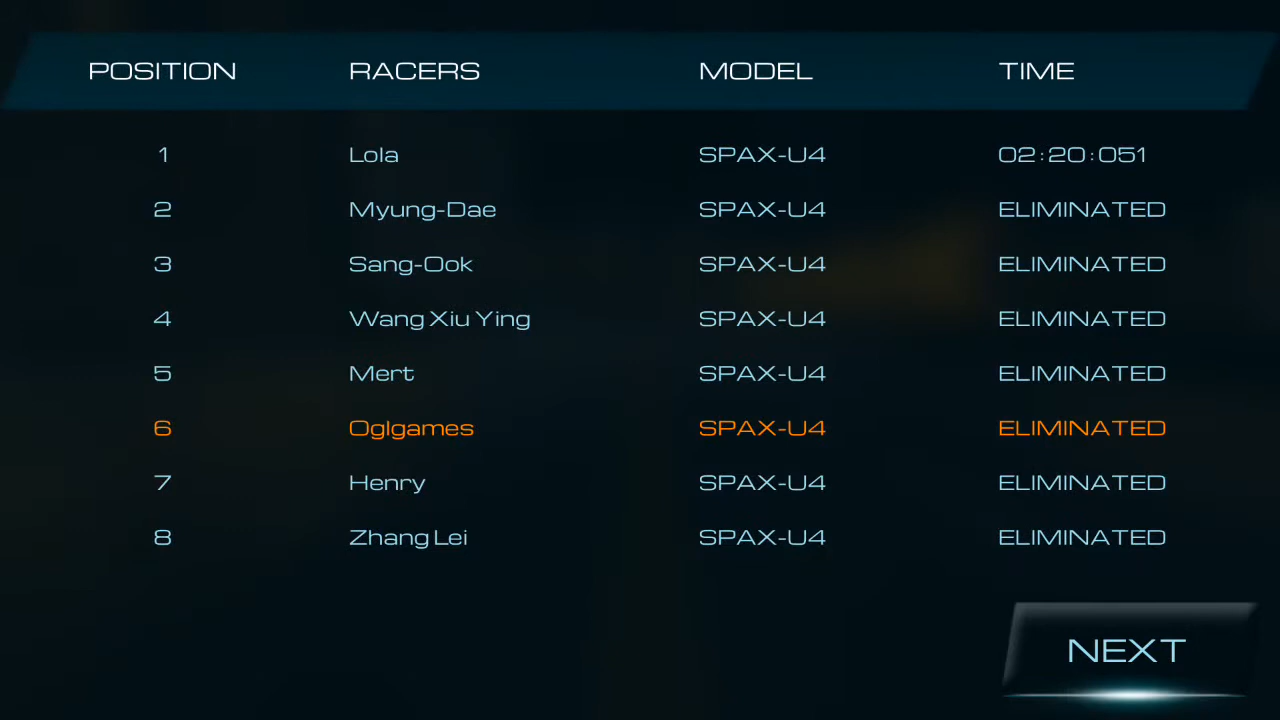 POSITION RACERS MODEL TIME
1 Lola SPAX-U4 02:20:051
2 Myung-Dae SPAX-U4 ELIMINATED
3 Sang-Ook SPAX-U4 ELIMINATED
4 Wang Xiu Ying SPAX-U4 ELIMINATED
5 Mert SPAX-U4 ELIMINATED
6 Oglgames SPAX-U4 ELIMINATED
7 Henry SPAX-U4 ELIMINATED
8 Zhang Lei SPAX-U4 ELIMINATED
NEXT